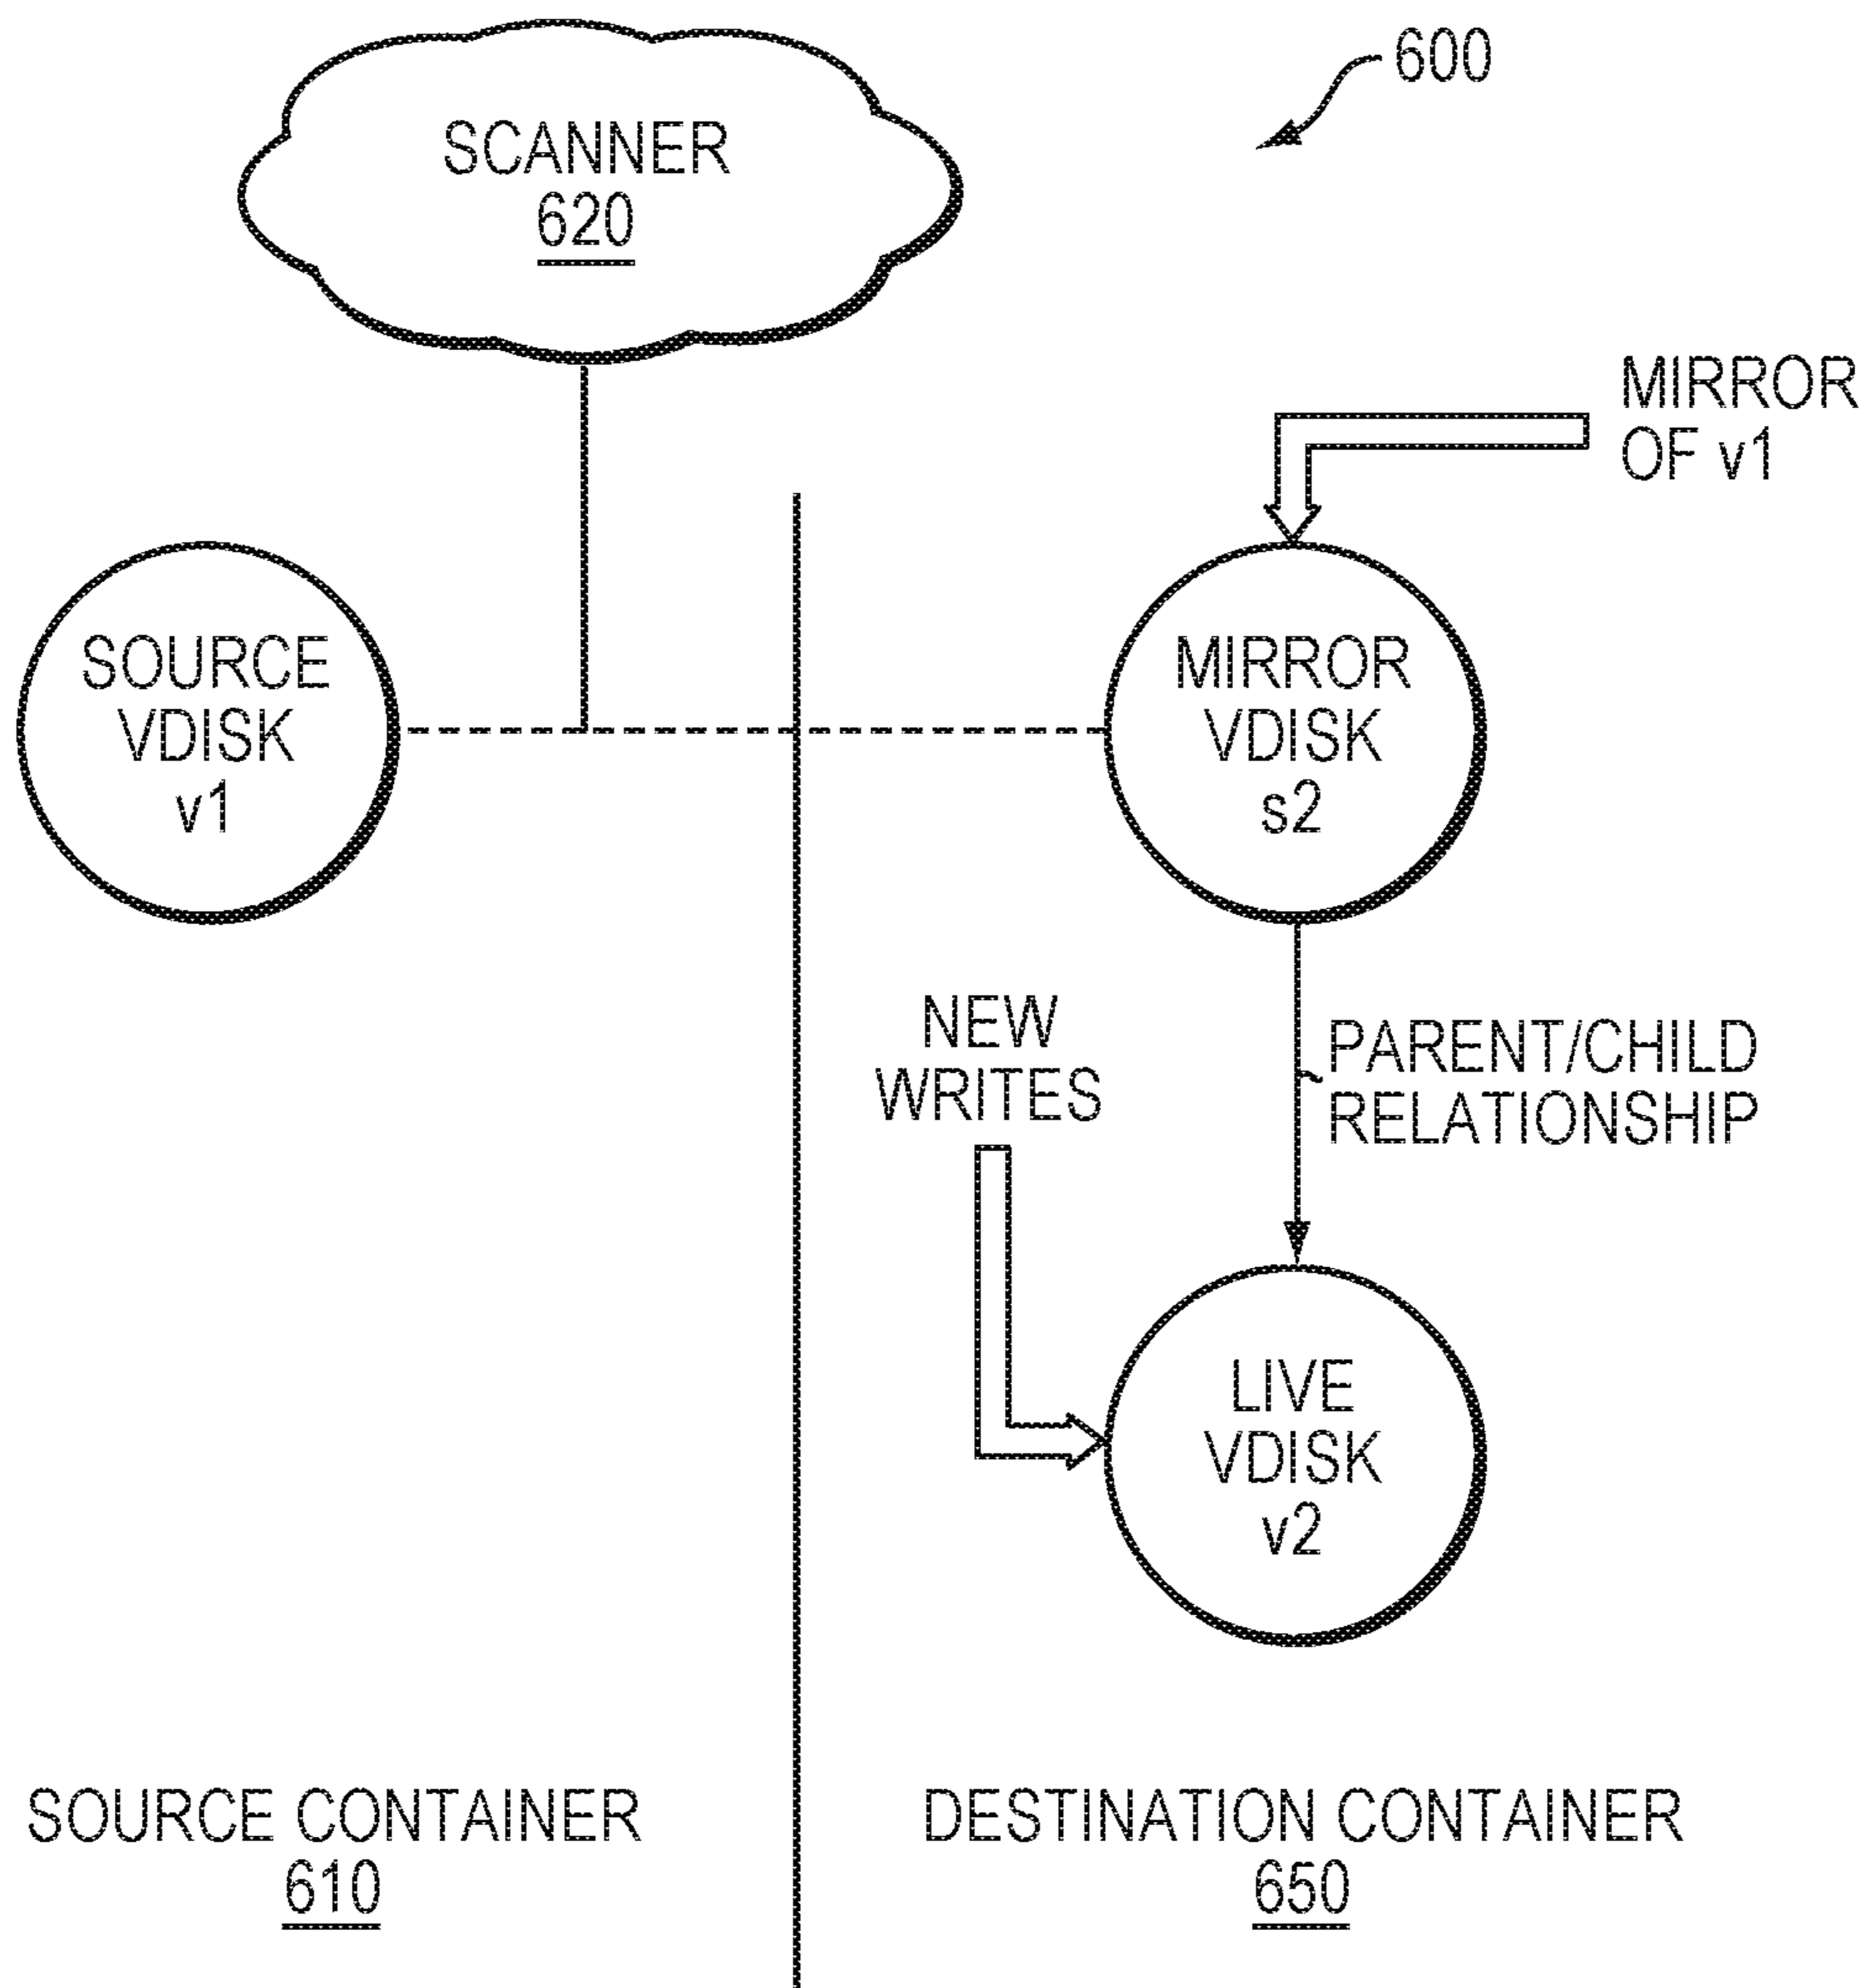 600
SCANNER
620
MIRROR
OF v1
SOURCE
VDISK
v1
MIRROR
VDISK
s2
NEW
WRITES
PARENT/CHILD
RELATIONSHIP
LIVE
VDISK
v2
SOURCE CONTAINER
610
DESTINATION CONTAINER
650